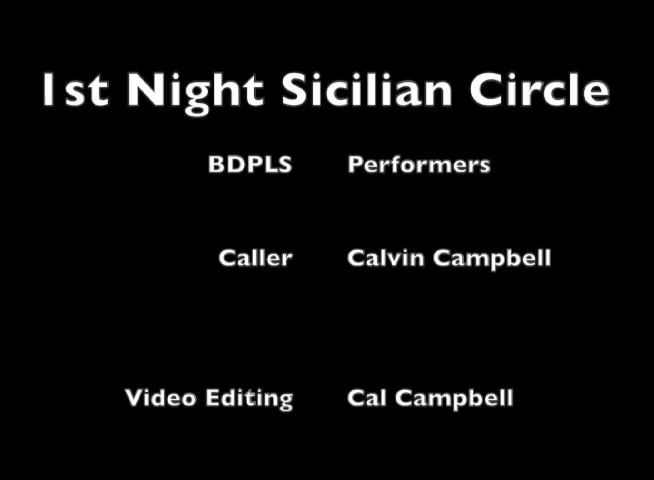 1st Night Sicilian Circle
BDPLS Performers
Caller Calvin Campbell
Video Editing Cal Campbell